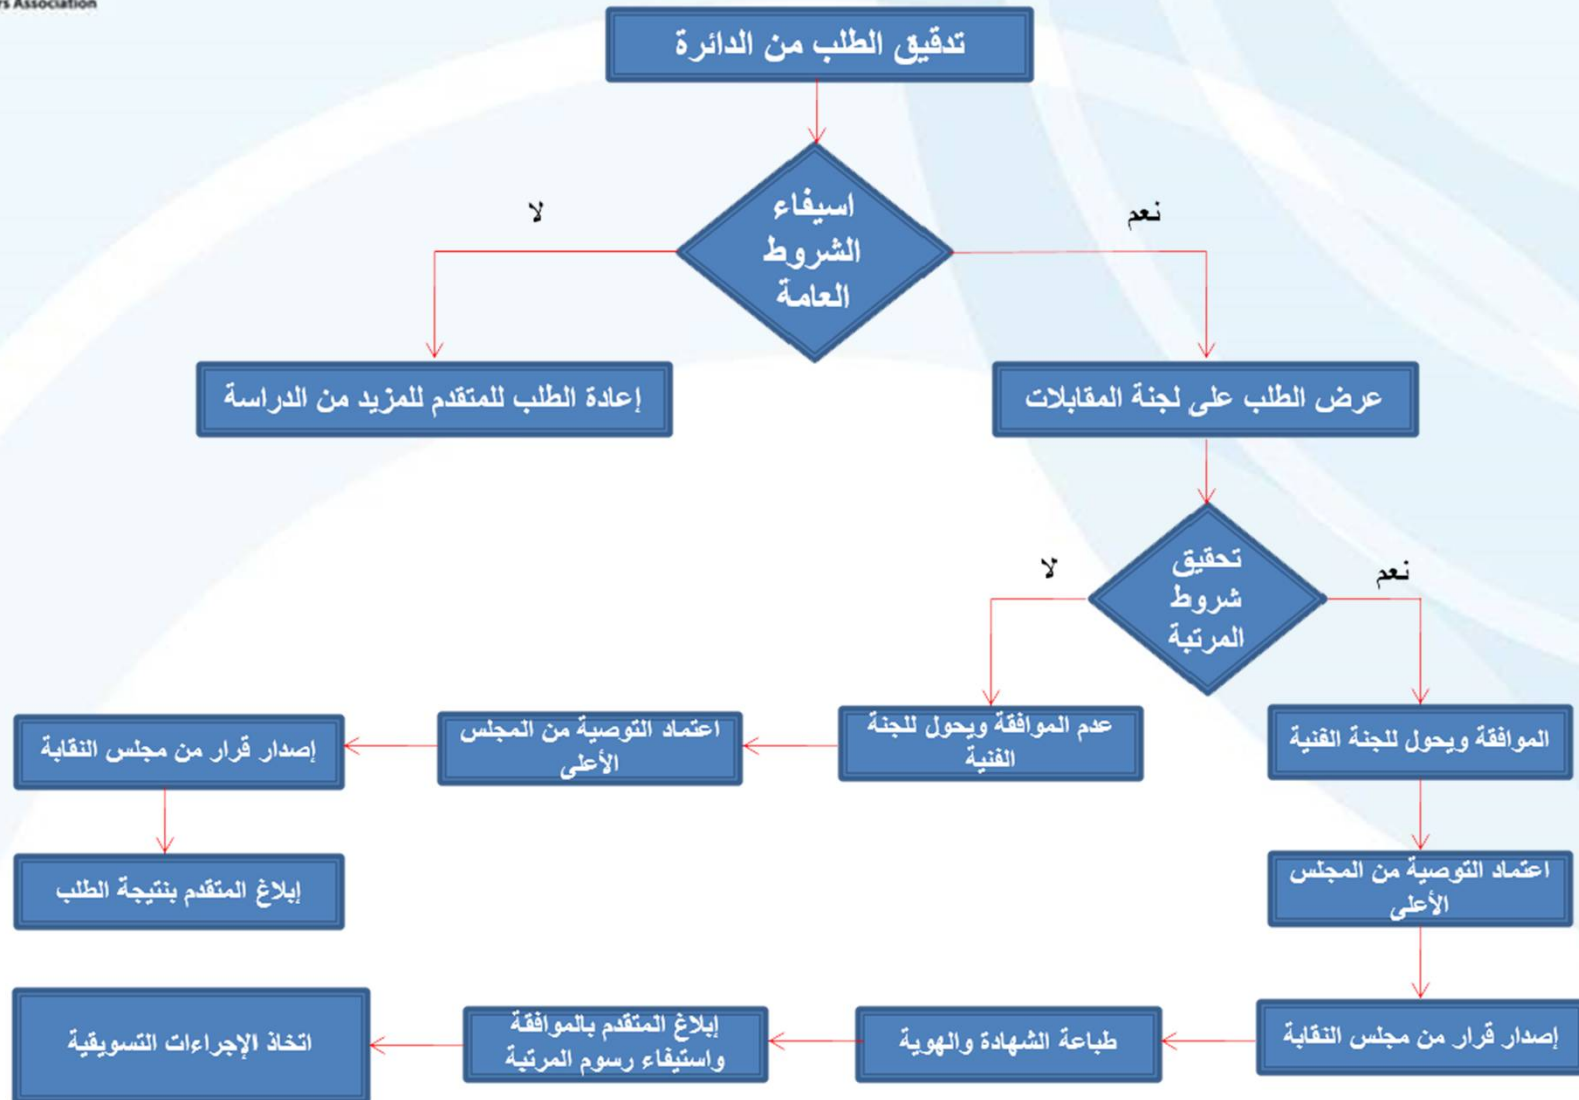 rs Association
تدقيق الطلب من الدائرة
اسيفاء
الشروط
العامة
لا
نعم
عرض الطلب على لجنة المقابلات
إعادة الطلب للمتقدم للمزيد من الدراسة
تحقيق
شروط
المرتبة
لا
نعم
الموافقة ويحول للجنة الفنية
عدم الموافقة ويحول للجنة
الفنية
اعتماد التوصية من المجلس
الأعلى
إصدار قرار من مجلس النقابة
إبلاغ المتقدم بنتيجة الطلب
اعتماد التوصية من المجلس
الأعلى
إصدار قرار من مجلس النقابة
طباعة الشهادة والهوية
إبلاغ المتقدم بالموافقة
واستيفاء رسوم المرتبة
اتخاذ الإجراءات التسويقية